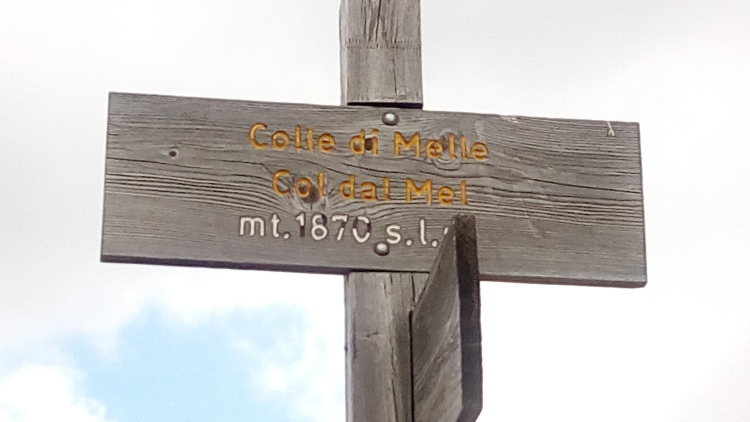 Colle di Melle
Col dal Mel
mt. 1870 s.l.